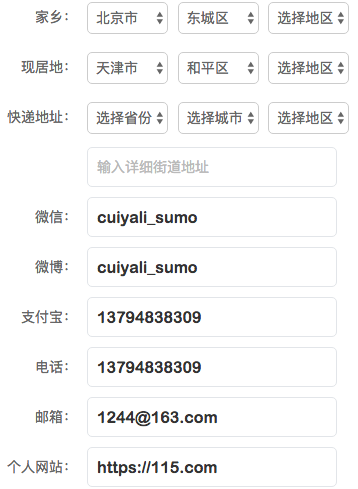 家乡： 北京市 东城区 选择地区
现居地： 天津市 和平区 选择地区
快递地址： 选择省份 选择城市 选择地区
输入详细街道地址
微信： cuiyali_sumo
微博： cuiyali_sumo
支付宝： 13794838309
电话： 13794838309
邮箱： 1244@163.com
个人网站： https://115.com